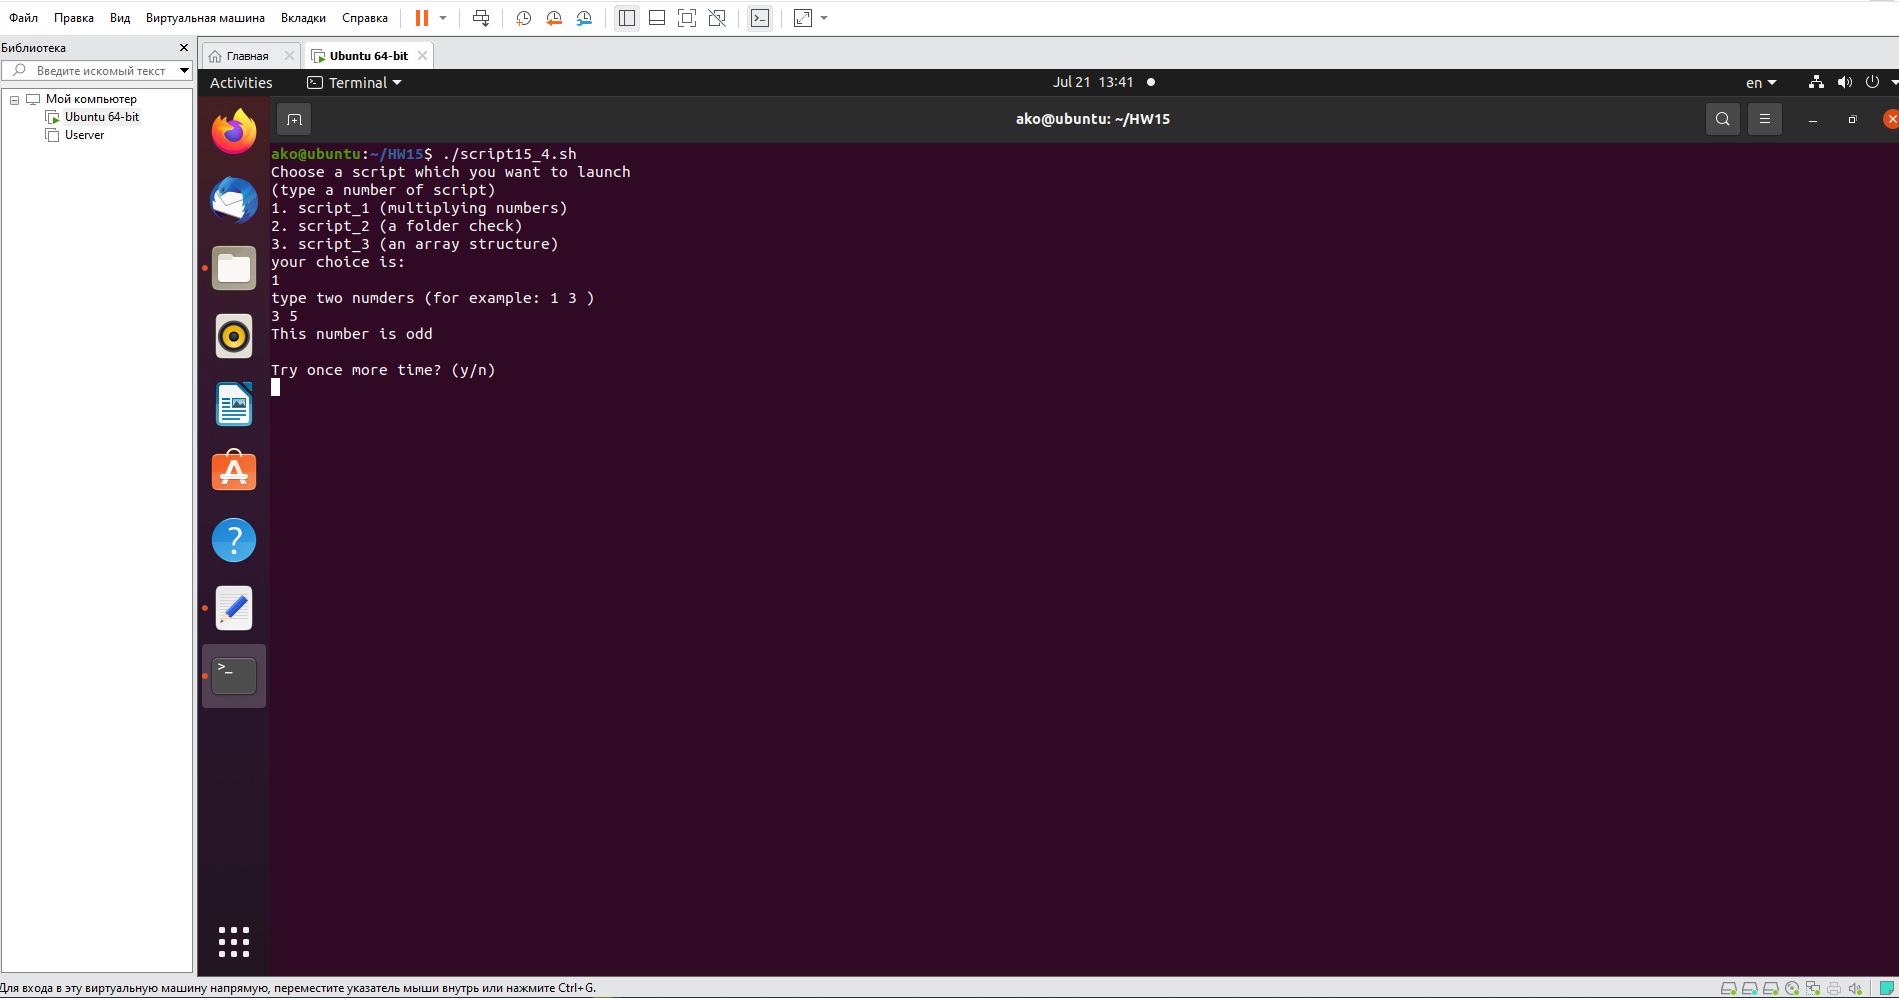 Файл Правка Вид Виртуальная машина Вкладки Справка
Библиотека
Введите искомый текст
Мой компьютер
Ubuntu 64-bit
Userver
Главная
Ubuntu 64-bit
Activities
Terminal
Jul 21 13:41
en
ako@ubuntu: ~/HW15
ako@ubuntu:~/HW15$ ./script15_4.sh
Choose a script which you want to launch
(type a number of script)
1. script_1 (multiplying numbers)
2. script_2 (a folder check)
3. script_3 (an array structure)
your choice is:
1
type two numders (for example: 1 3 )
3 5
This number is odd
Try once more time? (y/n)
Для входа в эту виртуальную машину напрямую, переместите указатель мыши внутрь или нажмите Ctrl+G.